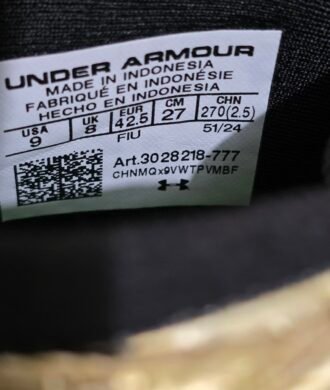 UNDER ARMOUR
MADE IN INDONESIA
FABRIQUÉ EN INDONÉSIE
HECHO EN INDONESIA
USA UK EUR CM CHN
9 8 42.5 27 270(2.5)
FIU 51/24
Art.3028218-777
CHNMQx9VWTPVMBF